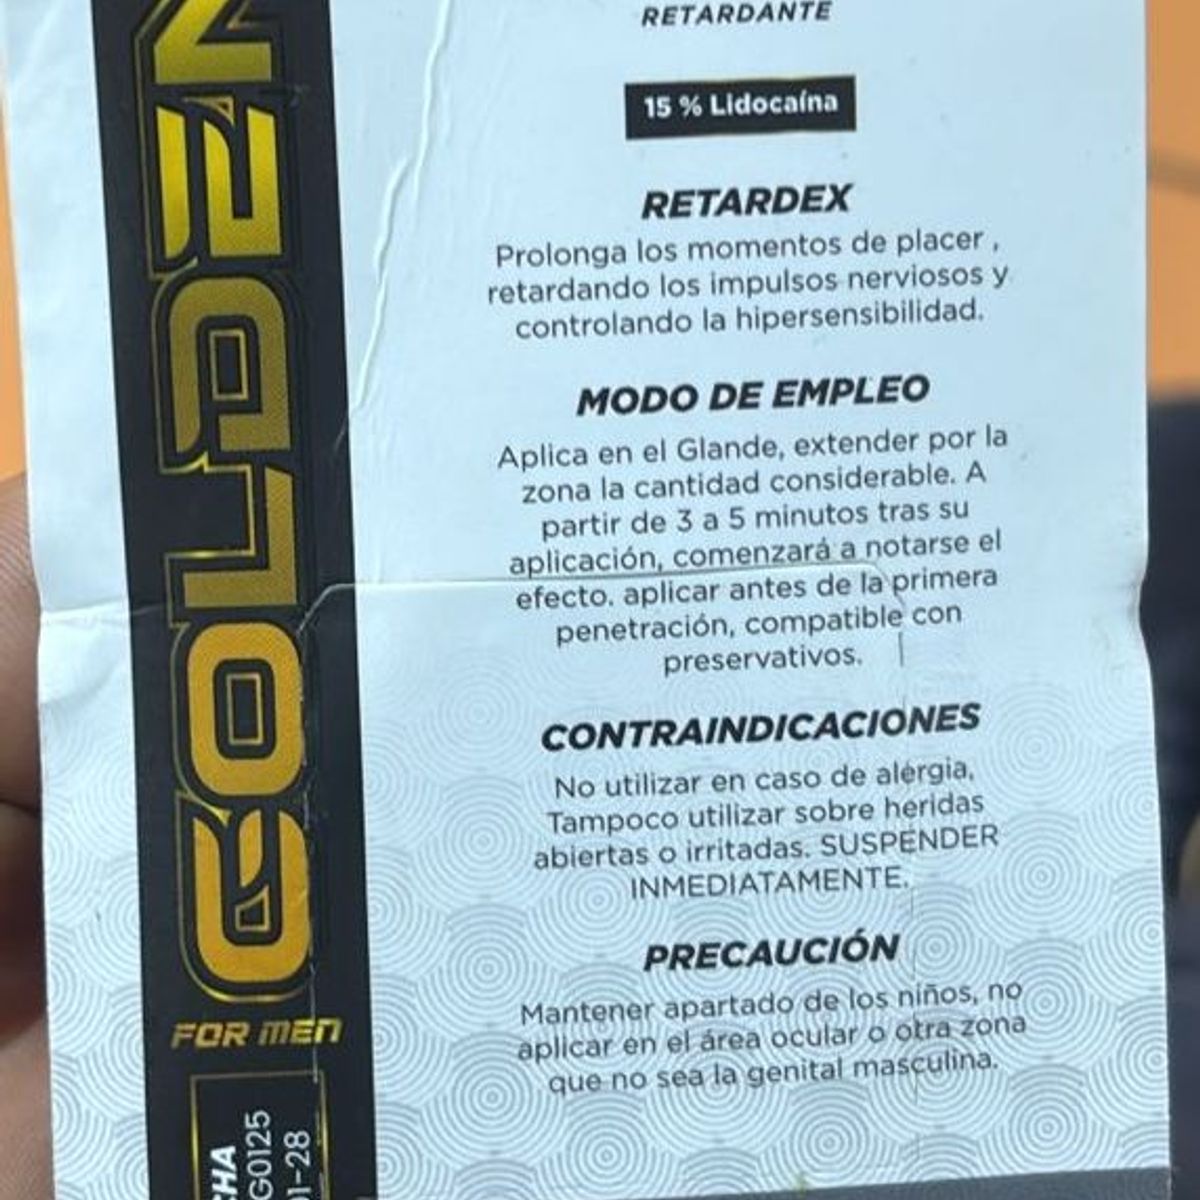 RETARDANTE
15 % Lidocaína
RETARDEX
Prolonga los momentos de placer ,
retardando los impulsos nerviosos y
controlando la hipersensibilidad.
MODO DE EMPLEO
Aplica en el Glande, extender por la
zona la cantidad considerable. A
partir de 3 a 5 minutos tras su
aplicación, comenzará a notarse el
efecto. aplicar antes de la primera
penetración, compatible con
preservativos.
CONTRAINDICACIONES
No utilizar en caso de alérgia,
Tampoco utilizar sobre heridas
abiertas o irritadas. SUSPENDER
INMEDIATAMENTE.
PRECAUCIÓN
Mantener apartado de los niños, no
aplicar en el área ocular o otra zona
que no sea la genital masculina.
GOLDEN
FOR MEN
G0125